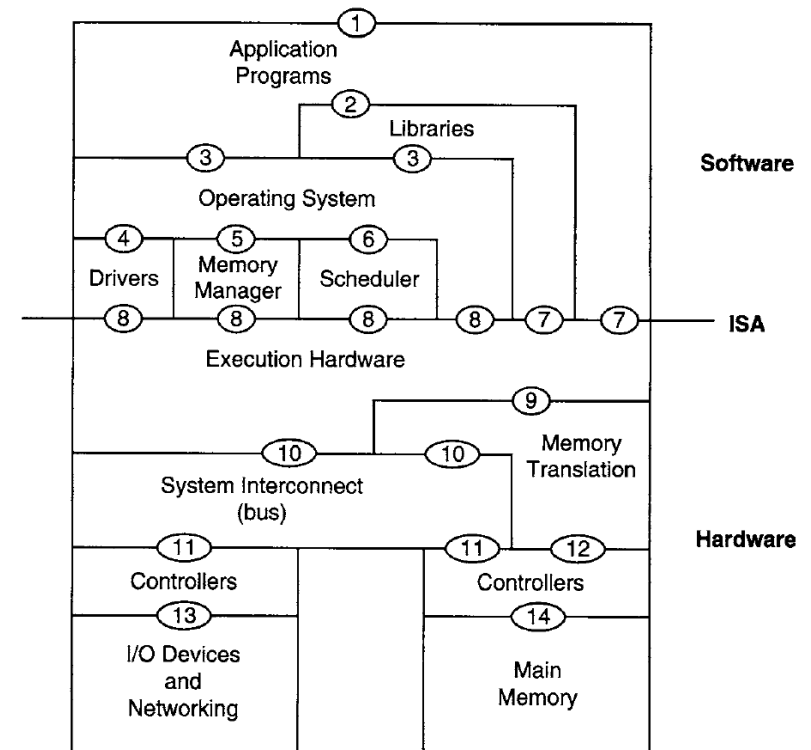 1
Application
Programs
2
Libraries
3
3
Software
Operating System
4
5
6
Drivers
Memory
Manager
Scheduler
8
8
8
8
7
7
ISA
Execution Hardware
9
Memory
Translation
10
10
System Interconnect
(bus)
11
11
12
Hardware
Controllers
Controllers
13
14
I/O Devices
and
Networking
Main
Memory